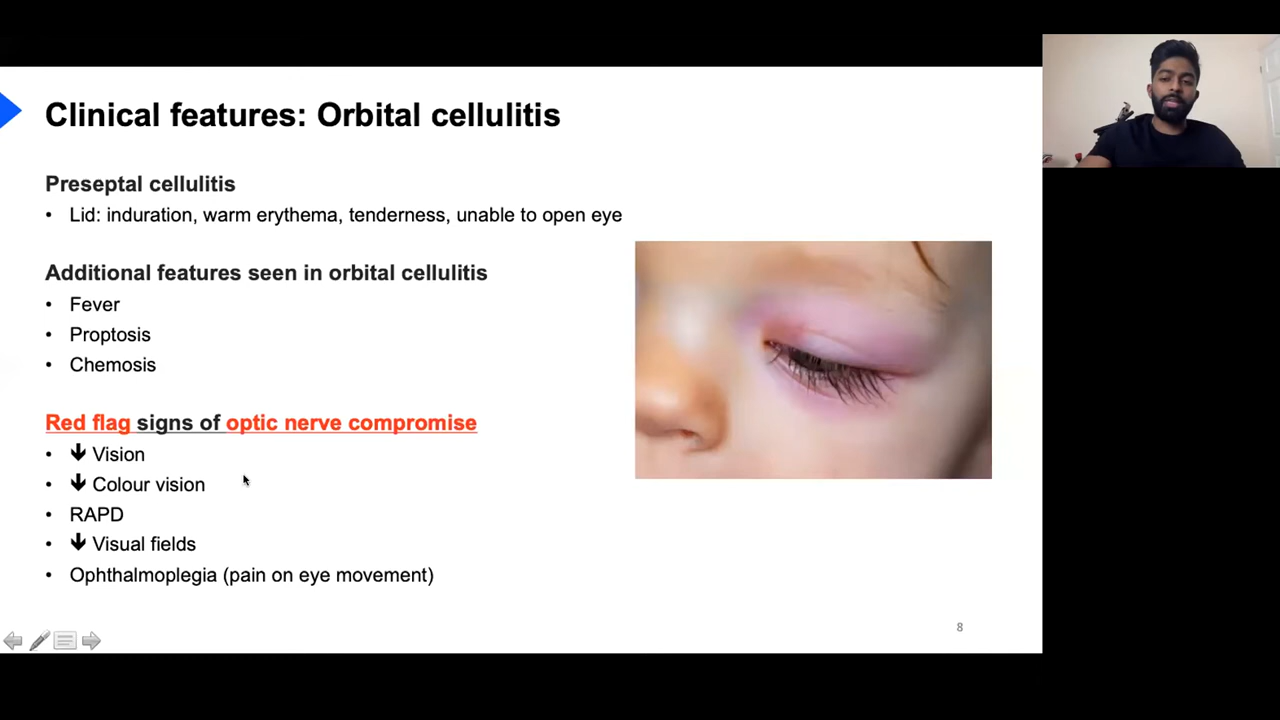 Clinical features: Orbital cellulitis
Preseptal cellulitis
• Lid: induration, warm erythema, tenderness, unable to open eye
Additional features seen in orbital cellulitis
• Fever
• Proptosis
• Chemosis
Red flag signs of optic nerve compromise
• 🡫 Vision
• 🡫 Colour vision
• RAPD
• 🡫 Visual fields
• Ophthalmoplegia (pain on eye movement)
8